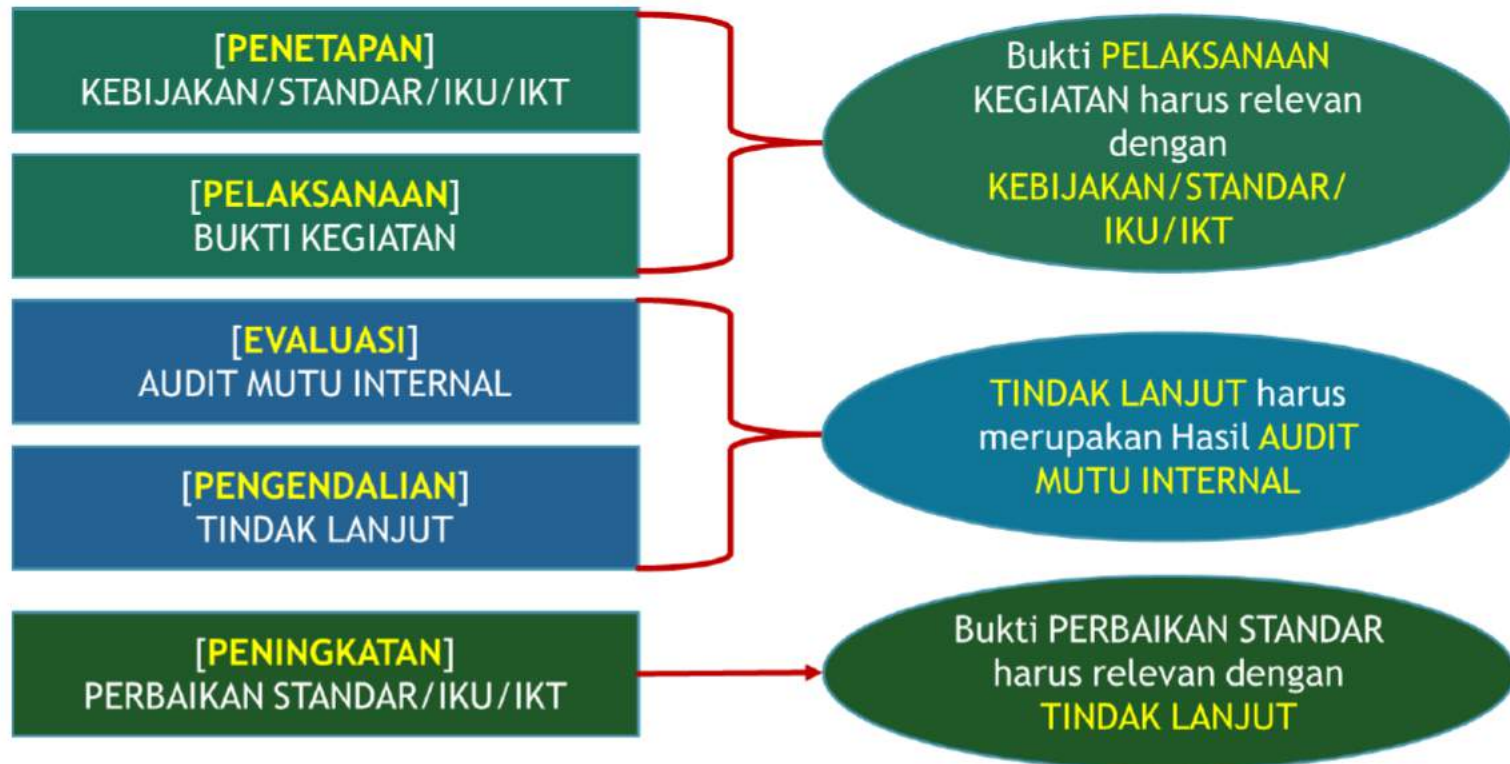 [PENETAPAN]
KEBIJAKAN/STANDAR/IKU/IKT
[PELAKSANAAN]
BUKTI KEGIATAN
Bukti PELAKSANAAN
KEGIATAN harus relevan
dengan
KEBIJAKAN/STANDAR/
IKU/IKT
[EVALUASI]
AUDIT MUTU INTERNAL
[PENGENDALIAN]
TINDAK LANJUT
TINDAK LANJUT harus
merupakan Hasil AUDIT
MUTU INTERNAL
[PENINGKATAN]
PERBAIKAN STANDAR/IKU/IKT
Bukti PERBAIKAN STANDAR
harus relevan dengan
TINDAK LANJUT